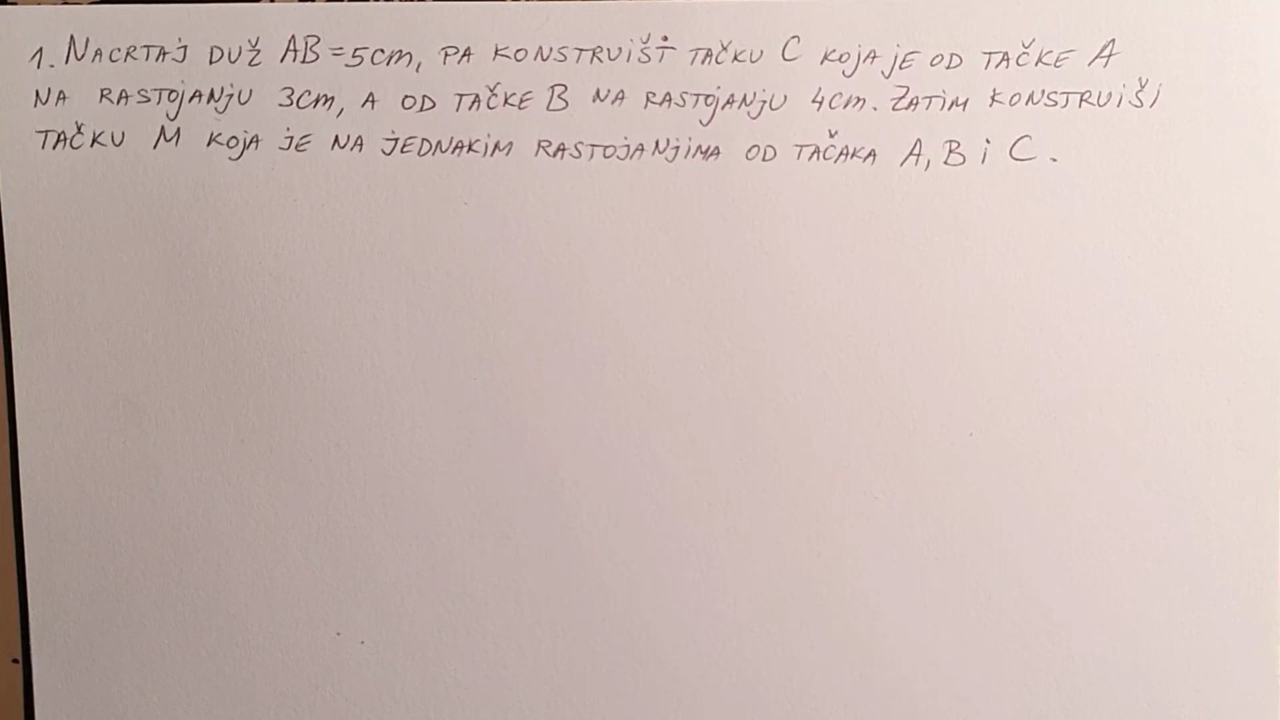 1. NACRTAJ DUŽ AB=5cm, PA KONSTRUIŠI TAČKU C KOJA JE OD TAČKE A
NA RASTOJANJU 3cm, A OD TAČKE B NA RASTOJANJU 4cm. ZATIM KONSTRUIŠI
TAČKU M KOJA JE NA JEDNAKIM RASTOJANJIMA OD TAČAKA A, B i C.